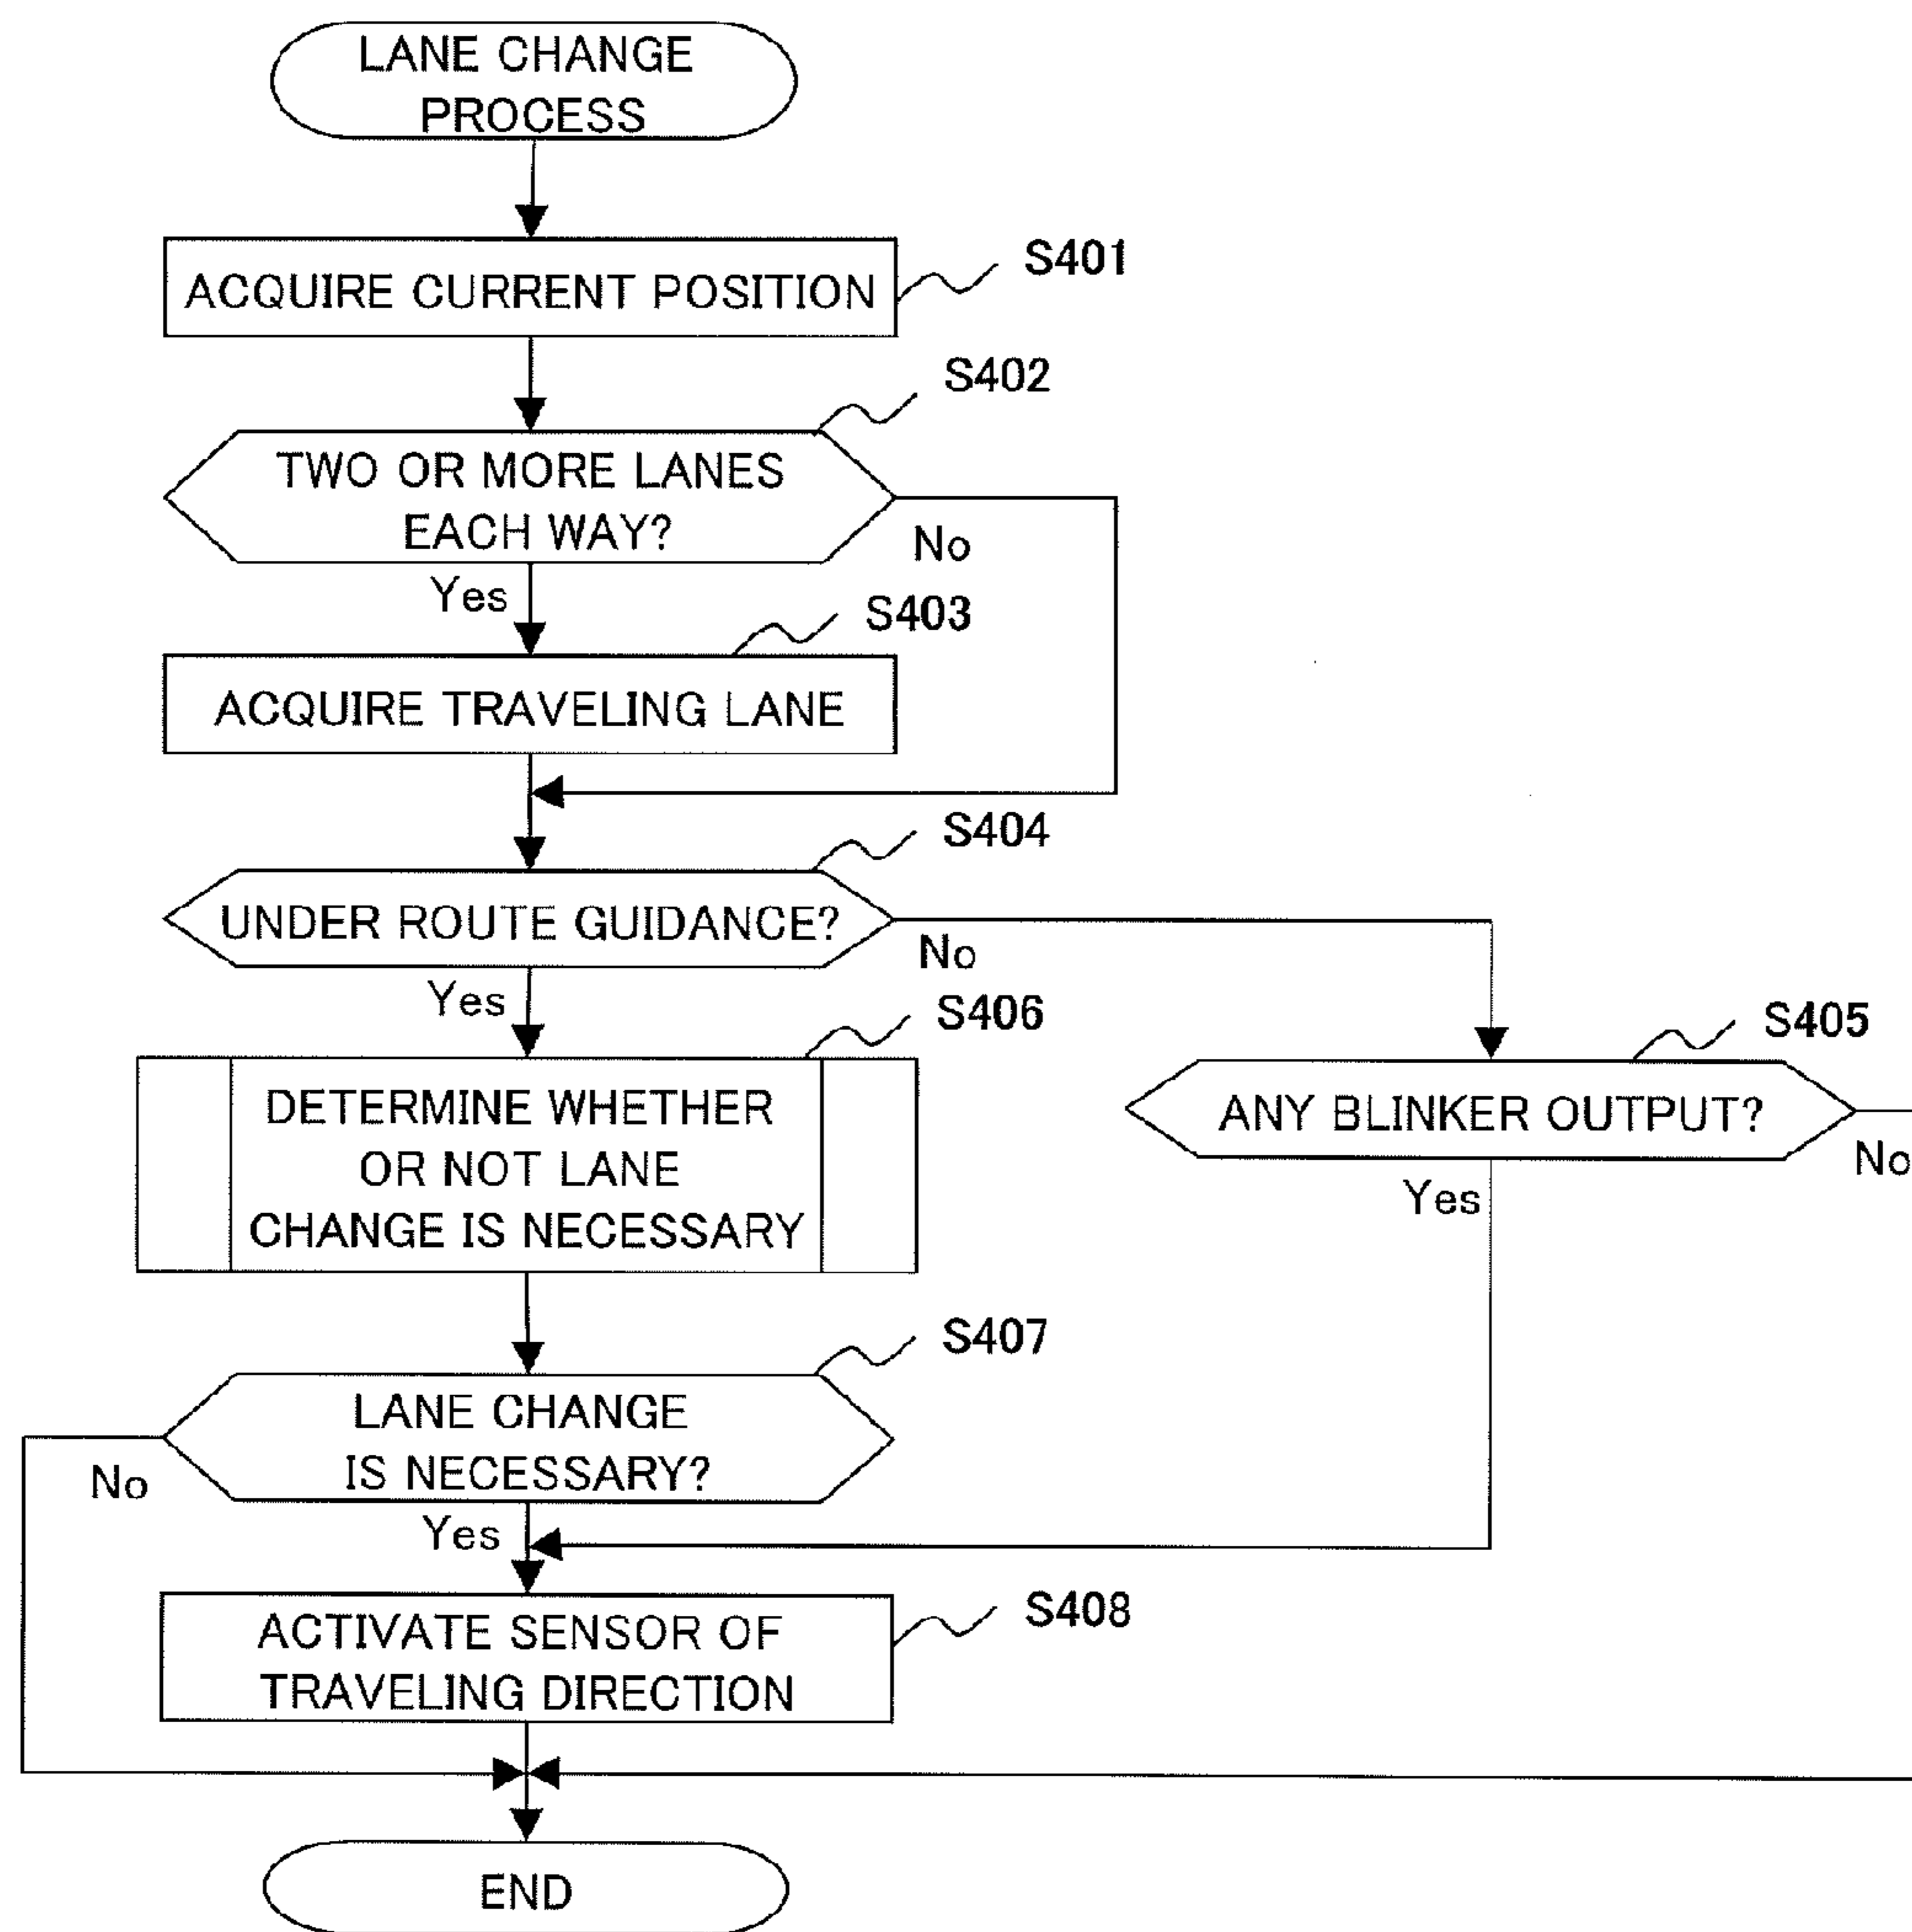 LANE CHANGE
PROCESS
ACQUIRE CURRENT POSITION
S401
S402
TWO OR MORE LANES
EACH WAY?
No
Yes
S403
ACQUIRE TRAVELING LANE
S404
UNDER ROUTE GUIDANCE?
No
Yes
S406
S405
DETERMINE WHETHER
OR NOT LANE
CHANGE IS NECESSARY
ANY BLINKER OUTPUT?
No
Yes
S407
LANE CHANGE
IS NECESSARY?
No
Yes
S408
ACTIVATE SENSOR OF
TRAVELING DIRECTION
END